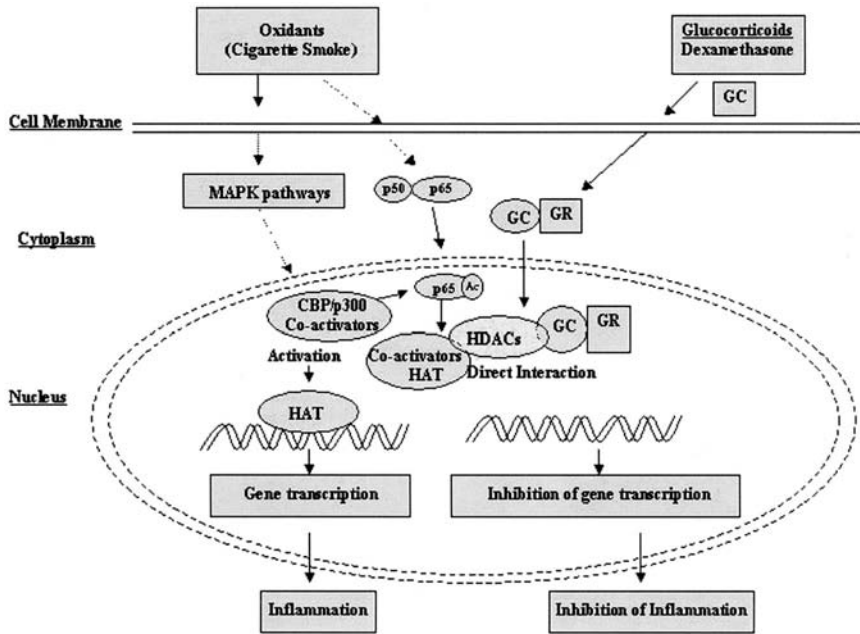 Oxidants
(Cigarette Smoke)
Glucocorticoids
Dexamethasone
GC
Cell Membrane
MAPK pathways
p50
p65
GC
GR
Cytoplasm
CBP/p300
Co-activators
p65
Ac
HDACs
GC
GR
Activation
Co-activators
HAT
Direct Interaction
Nucleus
HAT
Gene transcription
Inhibition of gene transcription
Inflammation
Inhibition of Inflammation